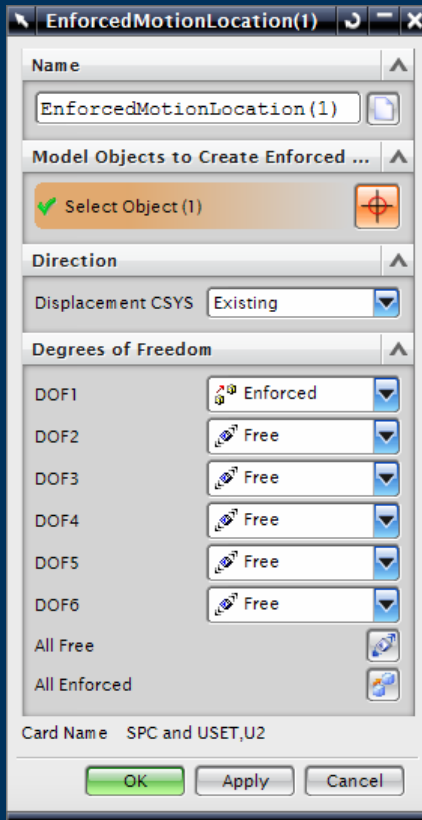 EnforcedMotionLocation(1)
Name
EnforcedMotionLocation(1)
Model Objects to Create Enforced ...
Select Object (1)
Direction
Displacement CSYS Existing
Degrees of Freedom
DOF1 Enforced
DOF2 Free
DOF3 Free
DOF4 Free
DOF5 Free
DOF6 Free
All Free
All Enforced
Card Name SPC and USET,U2
OK Apply Cancel